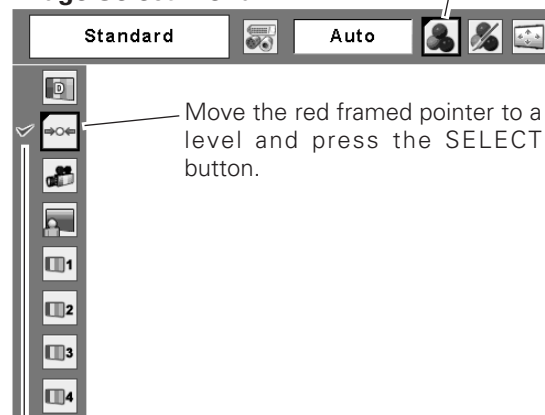 Standard
Auto
D
Move the red framed pointer to a
level and press the SELECT
button.
1
2
3
4